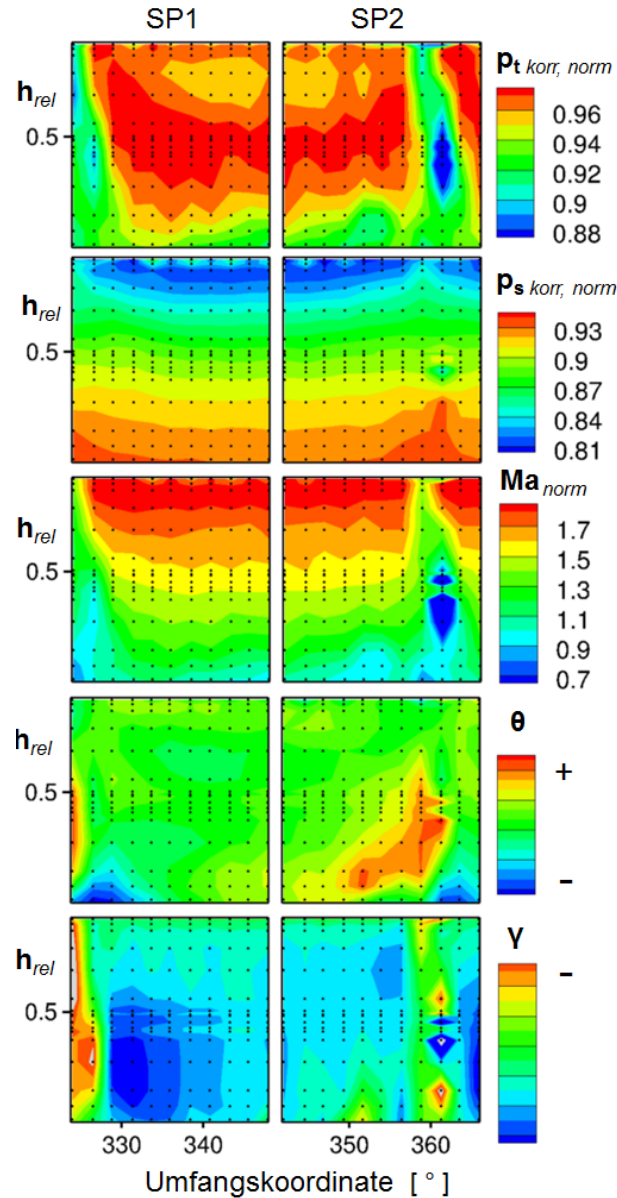 SP1 SP2
h rel
0.5
p t korr, norm
0.96
0.94
0.92
0.9
0.88
h rel
0.5
p s korr, norm
0.93
0.9
0.87
0.84
0.81
h rel
0.5
Ma norm
1.7
1.5
1.3
1.1
0.9
0.7
h rel
0.5
θ
+
–
h rel
0.5
γ
–
330 340 350 360
Umfangskoordinate [ ° ]